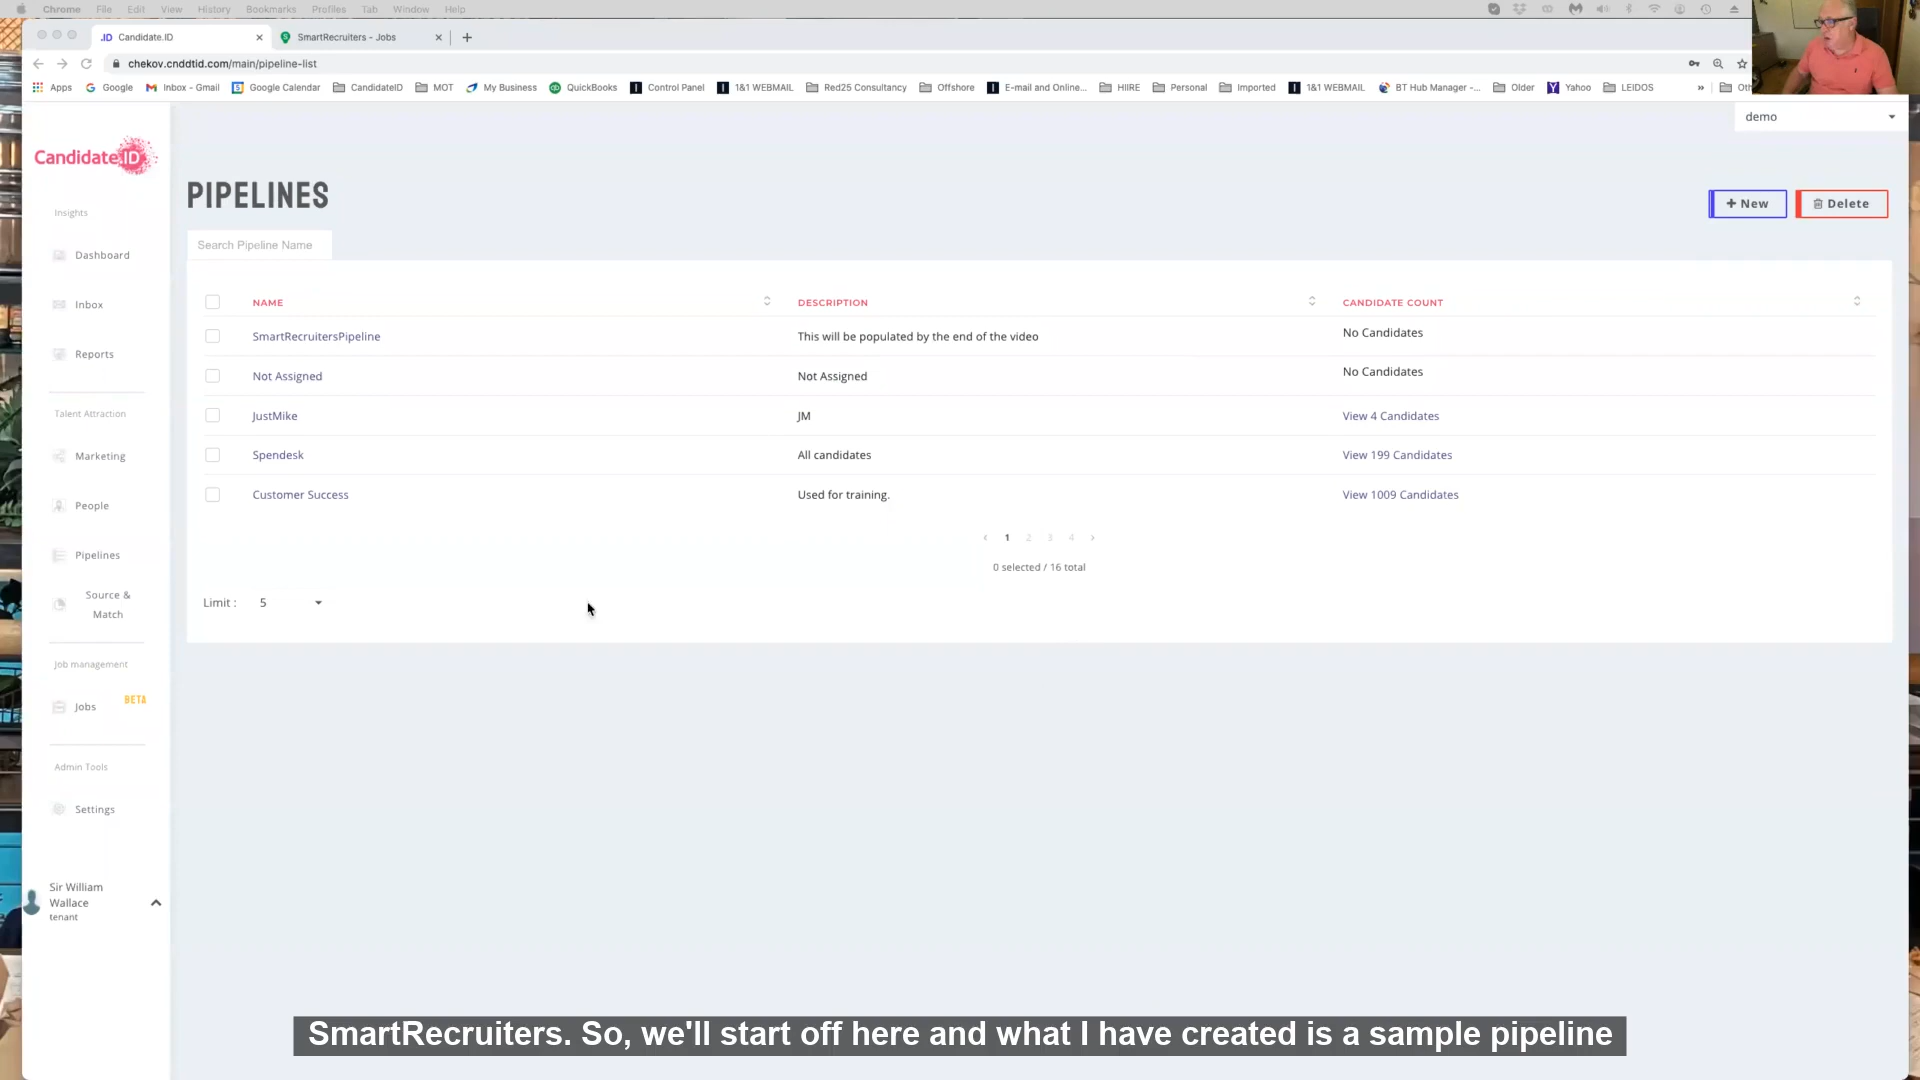 Chrome File Edit View History Bookmarks Profiles Tab Window Help
.ID Candidate.ID
SmartRecruiters - Jobs
chekov.cnddtid.com/main/pipeline-list
Apps Google Inbox - Gmail Google Calendar CandidateID MOT My Business QuickBooks Control Panel 1&1 WEBMAIL Red25 Consultancy Offshore E-mail and Online... HIIRE Personal Imported 1&1 WEBMAIL BT Hub Manager -... Older Yahoo LEIDOS » Oth
demo
Candidate.ID
PIPELINES
+ New
Delete
Search Pipeline Name
Insights
Dashboard
Inbox
Reports
Talent Attraction
Marketing
People
Pipelines
Source &
Match
Job management
Jobs BETA
Admin Tools
Settings
Sir William
Wallace
tenant
NAME DESCRIPTION CANDIDATE COUNT
SmartRecruitersPipeline This will be populated by the end of the video No Candidates
Not Assigned Not Assigned No Candidates
JustMike JM View 4 Candidates
Spendesk All candidates View 199 Candidates
Customer Success Used for training. View 1009 Candidates
‹ 1 2 3 4 ›
0 selected / 16 total
Limit : 5
SmartRecruiters. So, we'll start off here and what I have created is a sample pipeline